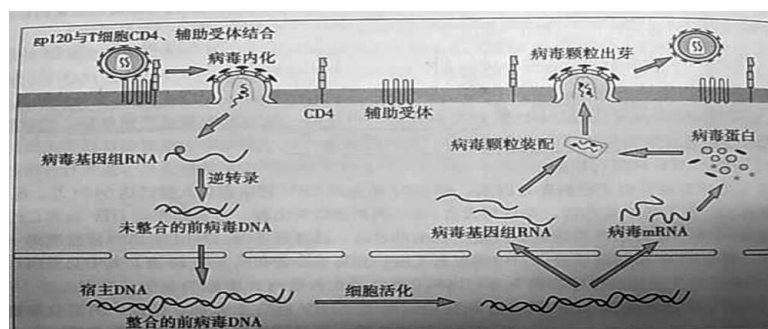 gp120与T细胞CD4、辅助受体结合
病毒内化
病毒颗粒出芽
CD4
辅助受体
病毒颗粒装配
病毒蛋白
病毒基因组RNA
逆转录
未整合的前病毒DNA
病毒基因组RNA
病毒mRNA
宿主DNA
细胞活化
整合的前病毒DNA